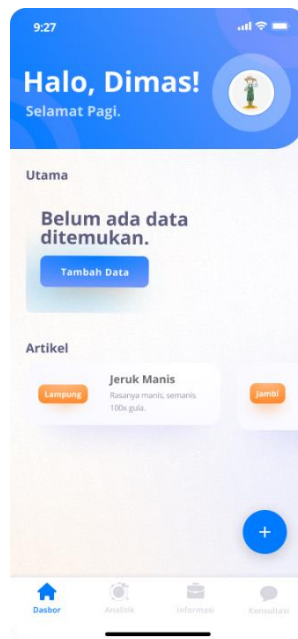 9:27
Halo, Dimas!
Selamat Pagi.
Utama
Belum ada data
ditemukan.
Tambah Data
Artikel
Lampung
Jeruk Manis
Rasanya manis, semanis
100x gula.
Jambi
+
Dasbor
Analitik
Informasi
Konsultasi